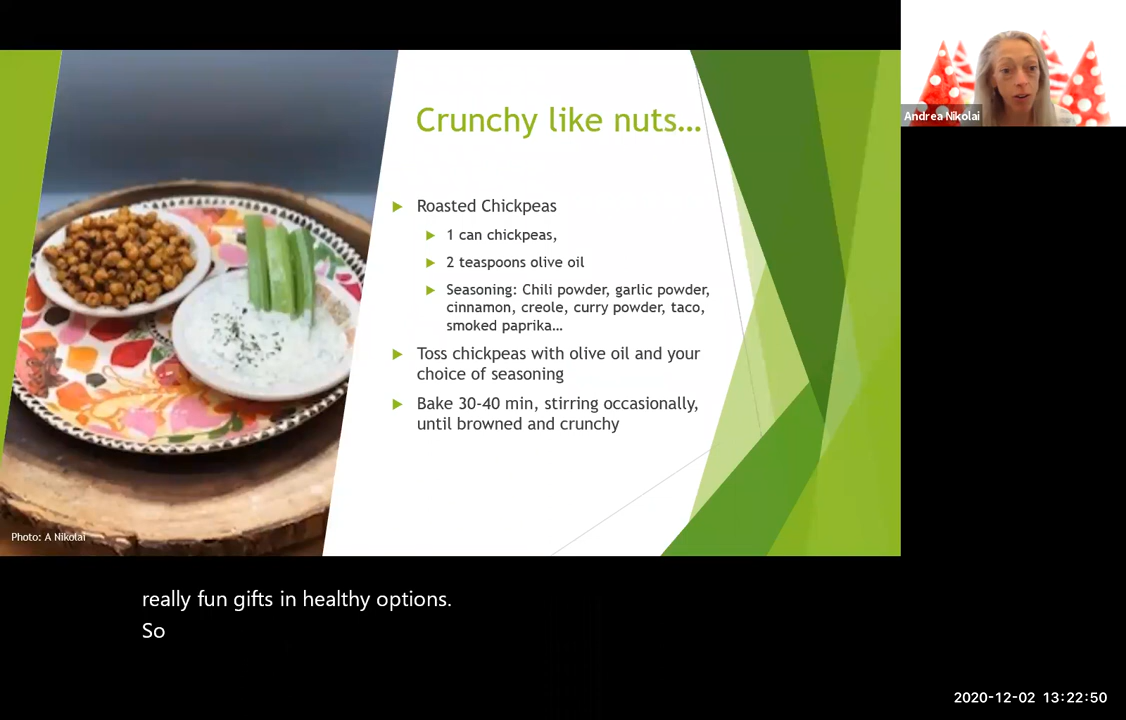 Crunchy like nuts...
Roasted Chickpeas
1 can chickpeas,
2 teaspoons olive oil
Seasoning: Chili powder, garlic powder,
cinnamon, creole, curry powder, taco,
smoked paprika...
Toss chickpeas with olive oil and your
choice of seasoning
Bake 30-40 min, stirring occasionally,
until browned and crunchy
Photo: A Nikolai
Andrea Nikolai
really fun gifts in healthy options.
So
2020-12-02 13:22:50